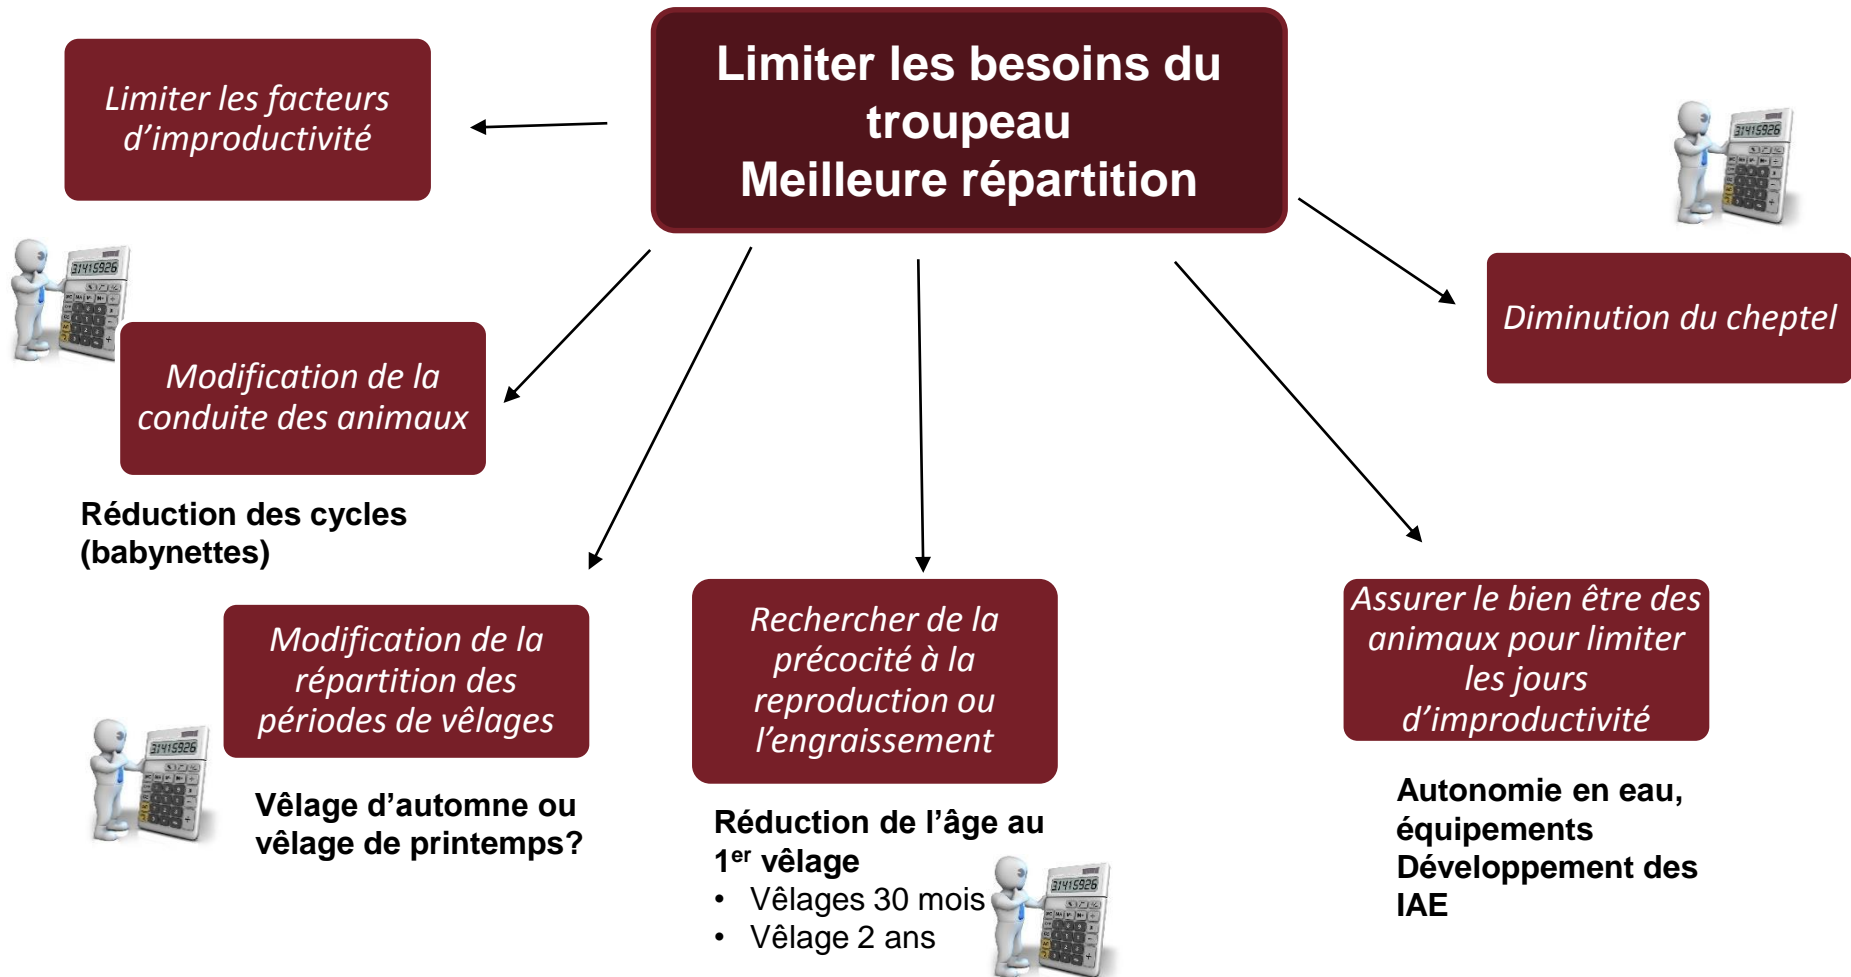 Limiter les besoins du
troupeau
Meilleure répartition
Limiter les facteurs
d’improductivité
31415926
Diminution du cheptel
31415926
Modification de la
conduite des animaux
Réduction des cycles
(babynettes)
Modification de la
répartition des
périodes de vêlages
31415926
Vêlage d’automne ou
vêlage de printemps?
Rechercher de la
précocité à la
reproduction ou
l’engraissement
Réduction de l’âge au
1er vêlage
• Vêlages 30 mois
• Vêlage 2 ans
31415926
Assurer le bien être des
animaux pour limiter
les jours
d’improductivité
Autonomie en eau,
équipements
Développement des
IAE